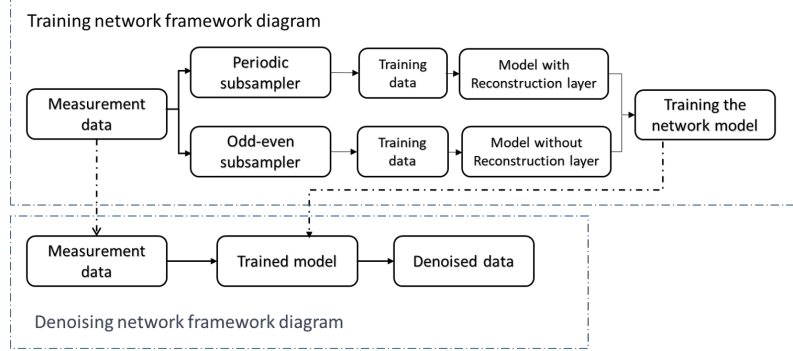 Training network framework diagram
Periodic
subsampler
Training
data
Model with
Reconstruction layer
Measurement
data
Training the
network model
Odd-even
subsampler
Training
data
Model without
Reconstruction layer
Measurement
data
Trained model
Denoised data
Denoising network framework diagram